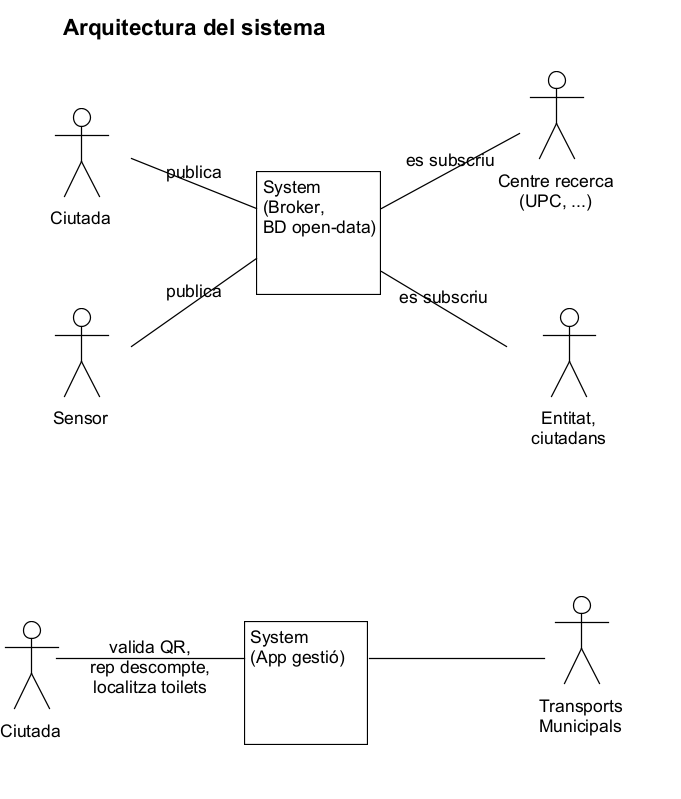 Arquitectura del sistema
publica
es subscriu
Centre recerca
(UPC, ...)
System
(Broker,
BD open-data)
Ciutada
publica
es subscriu
Sensor
Entitat,
ciutadans
valida QR,
rep descompte,
localitza toilets
System
(App gestió)
Ciutada
Transports
Municipals